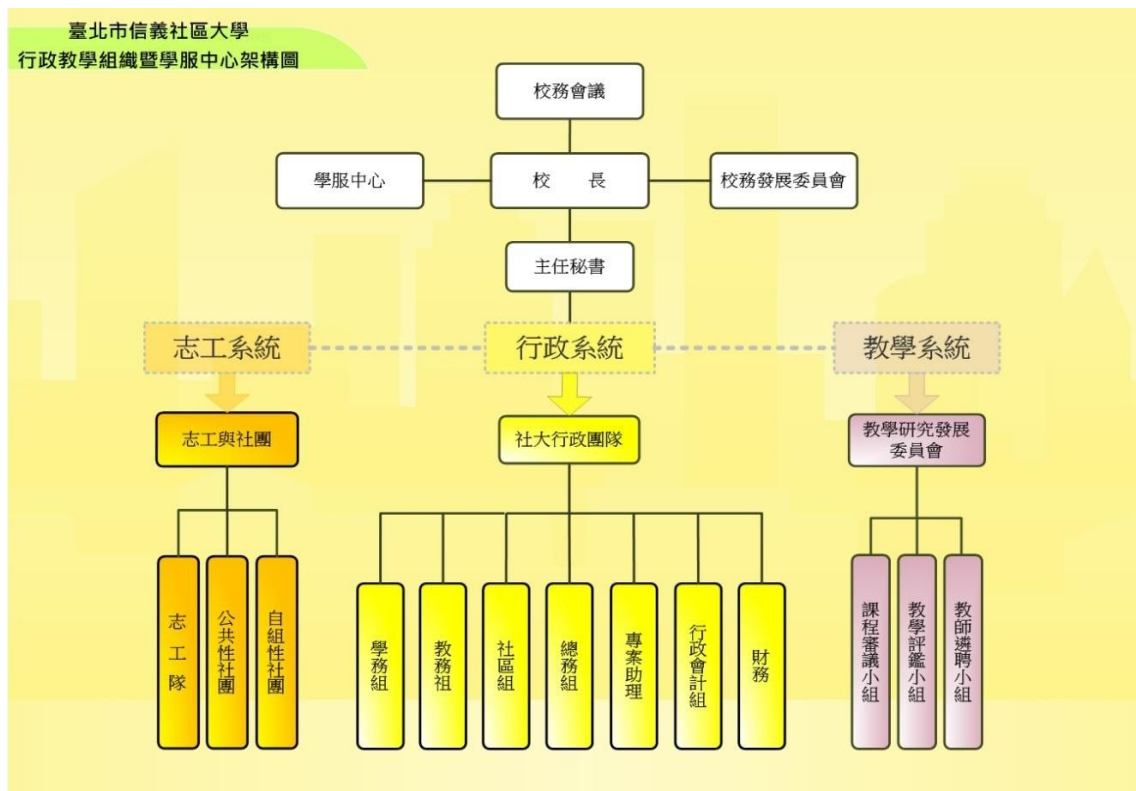 臺北市信義社區大學
行政教學組織暨學服中心架構圖
校務會議
學服中心
校 長
校務發展委員會
主任秘書
志工系統
行政系統
教學系統
志工與社團
社大行政團隊
教學研究發展
委員會
志工隊
公共性社團
自組性社團
學務組
教務祖
社區組
總務組
專案助理
行政會計組
財務
課程審議小組
教學評鑑小組
教師遴聘小組